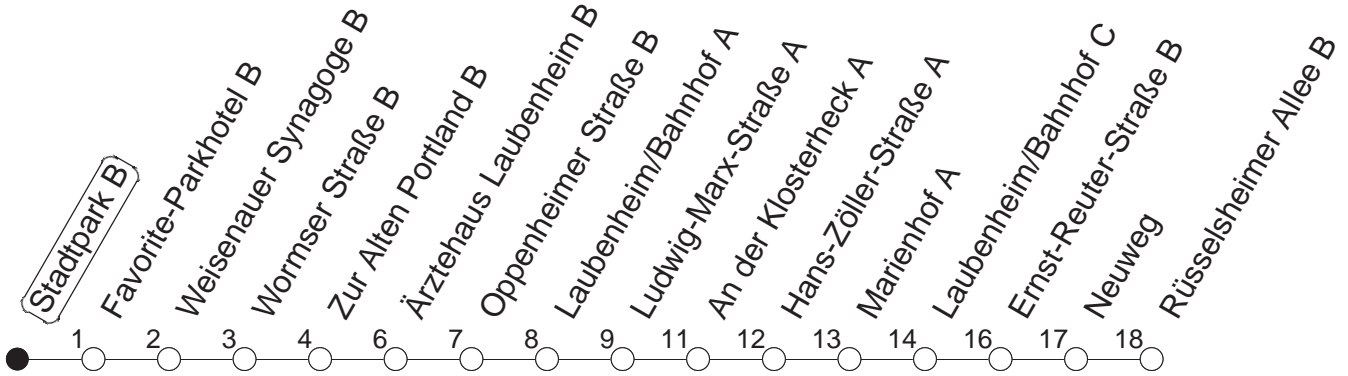 Stadtpark B
Favorite-Parkhotel B
Weisenauer Synagoge B
Wormser Straße B
Zur Alten Portland B
Ärztehaus Laubenheim B
Oppenheimer Straße B
Laubenheim/Bahnhof A
Ludwig-Marx-Straße A
An der Klosterheck A
Hans-Zöller-Straße A
Marienhof A
Laubenheim/Bahnhof C
Ernst-Reuter-Straße B
Neuweg
Rüsselsheimer Allee B
1 2 3 4 6 7 8 9 11 12 13 14 16 17 18